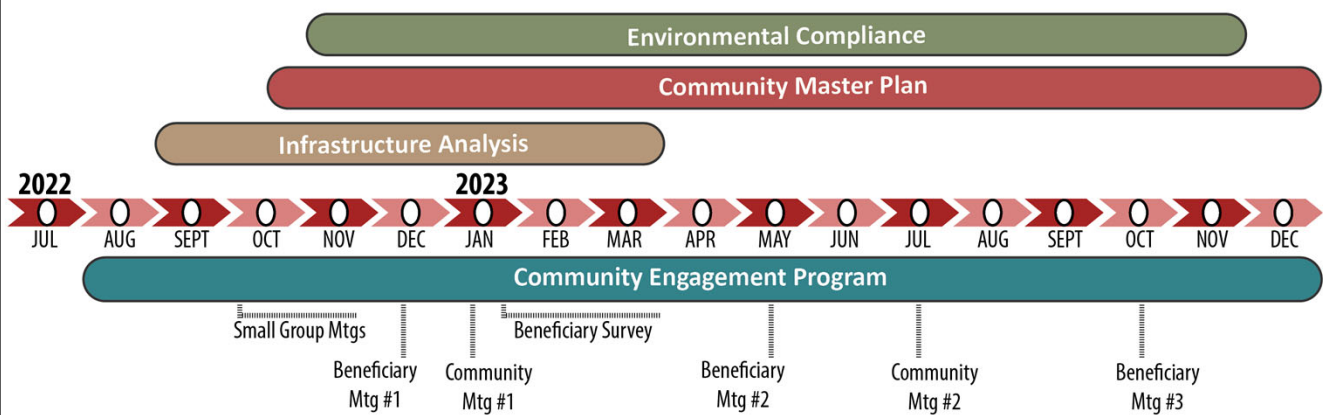 Environmental Compliance
Community Master Plan
Infrastructure Analysis
2022 2023
JUL AUG SEPT OCT NOV DEC JAN FEB MAR APR MAY JUN JUL AUG SEPT OCT NOV DEC
Community Engagement Program
Small Group Mtgs Beneficiary Survey
Beneficiary Community Beneficiary Community Beneficiary
Mtg #1 Mtg #1 Mtg #2 Mtg #2 Mtg #3